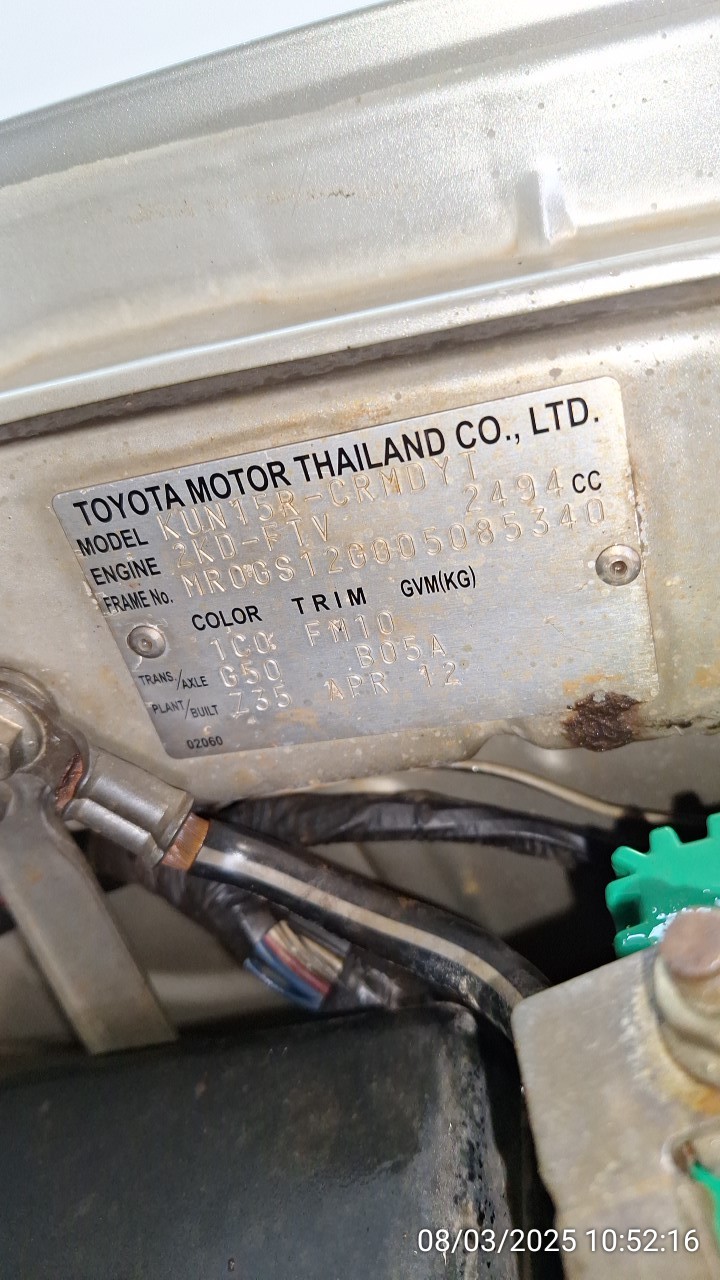 TOYOTA MOTOR THAILAND CO., LTD.
MODEL KUN15R-CRMDYT
ENGINE 2KD-FTV 2494 CC
FRAME No. MR0GS12G005085340
COLOR TRIM GVM(KG)
1C0 FM10
TRANS./AXLE G50 B05A
PLANT/BUILT Z35 APR 12
02060
08/03/2025 10:52:16